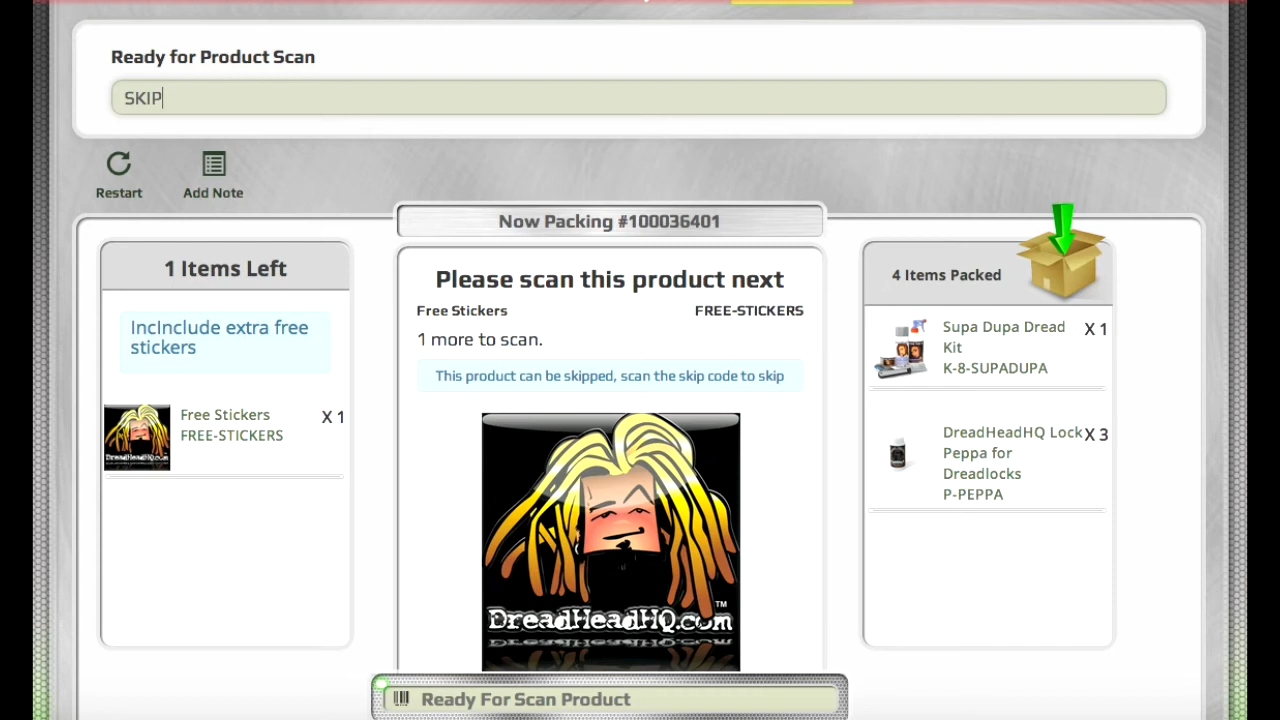 Ready for Product Scan
SKIP
Restart
Add Note
Now Packing #100036401
1 Items Left
IncInclude extra free
stickers
Free Stickers
FREE-STICKERS
X 1
DreadHeadHQ.com
Please scan this product next
Free Stickers
FREE-STICKERS
1 more to scan.
This product can be skipped, scan the skip code to skip
DreadHeadHQ.com
TM
4 Items Packed
Supa Dupa Dread
Kit
K-8-SUPADUPA
X 1
DreadHeadHQ Lock
Peppa for
Dreadlocks
P-PEPPA
X 3
Ready For Scan Product